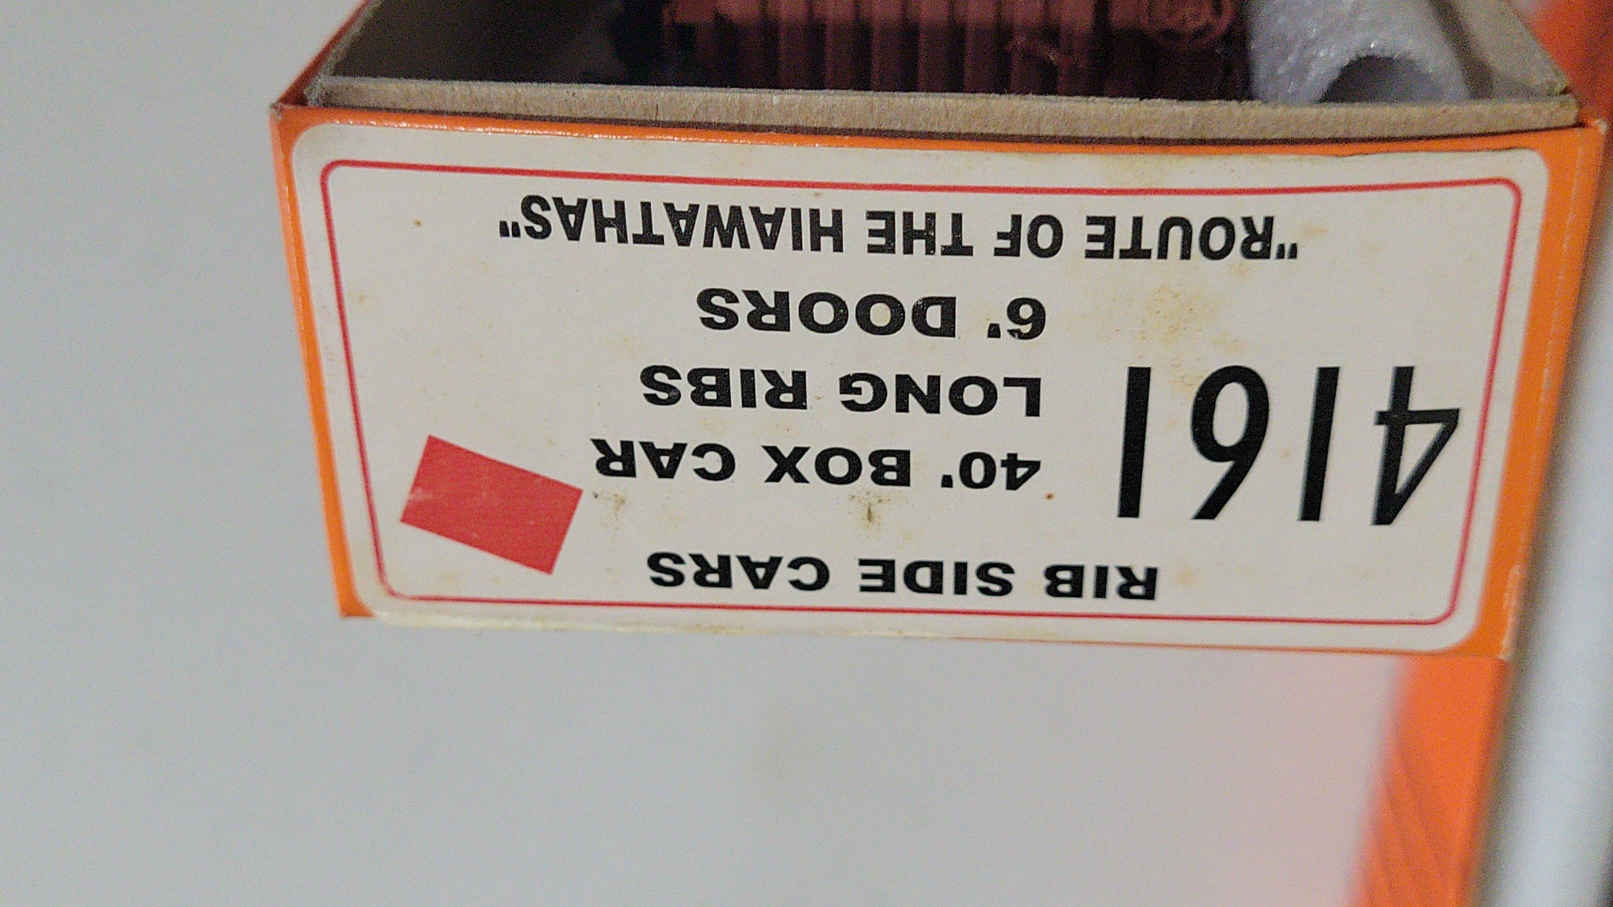 RIB SIDE CARS
4161
40' BOX CAR
LONG RIBS
6' DOORS
"ROUTE OF THE HIAWATHAS"